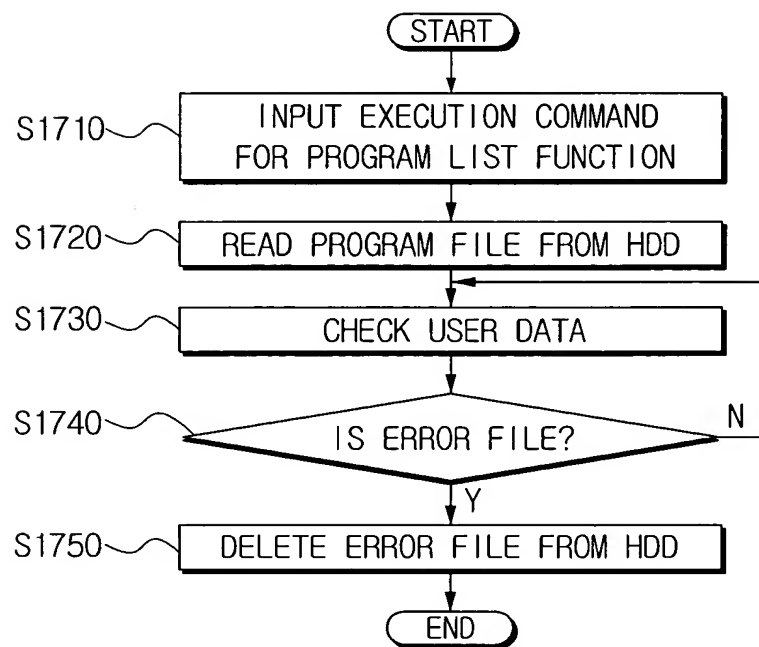 START
S1710
INPUT EXECUTION COMMAND
FOR PROGRAM LIST FUNCTION
S1720
READ PROGRAM FILE FROM HDD
S1730
CHECK USER DATA
S1740
IS ERROR FILE?
N
Y
S1750
DELETE ERROR FILE FROM HDD
END